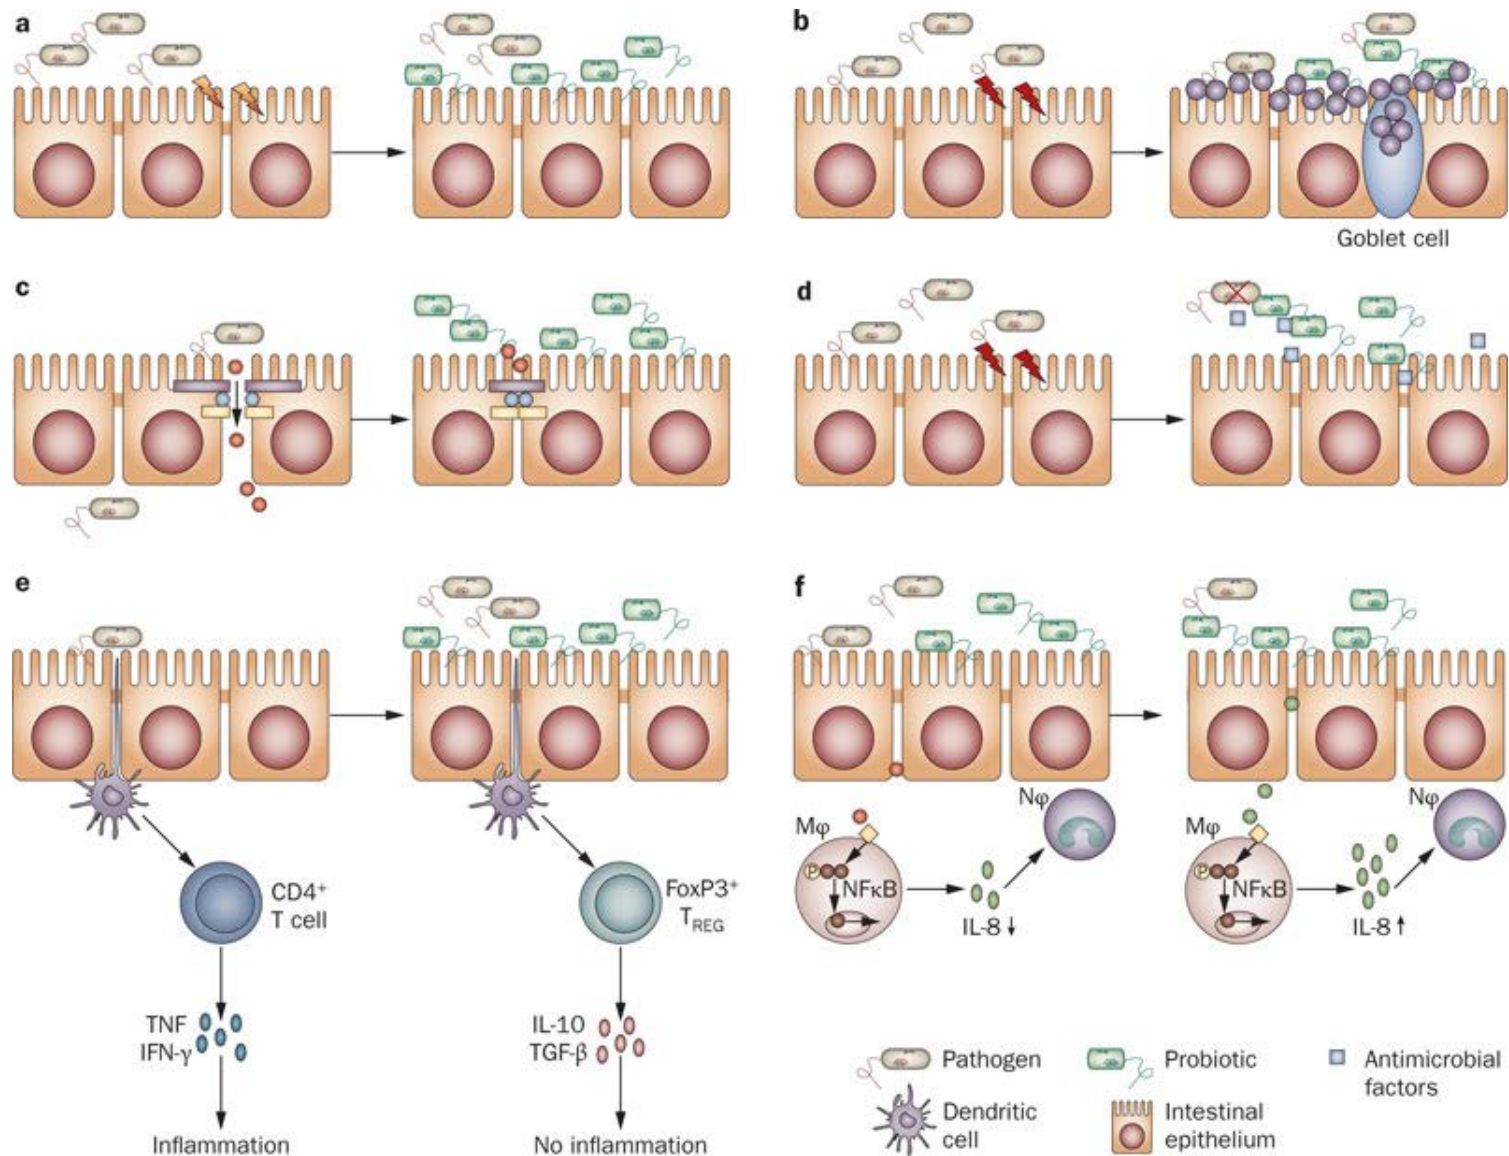 a
b
Goblet cell
c
d
e
CD4⁺
T cell
TNF
IFN-γ
Inflammation
FoxP3⁺
T_REG
IL-10
TGF-β
No inflammation
f
Mφ
P
NFκB
IL-8 ↓
Nφ
Mφ
P
NFκB
IL-8 ↑
Nφ
Pathogen
Probiotic
Antimicrobial
factors
Dendritic
cell
Intestinal
epithelium